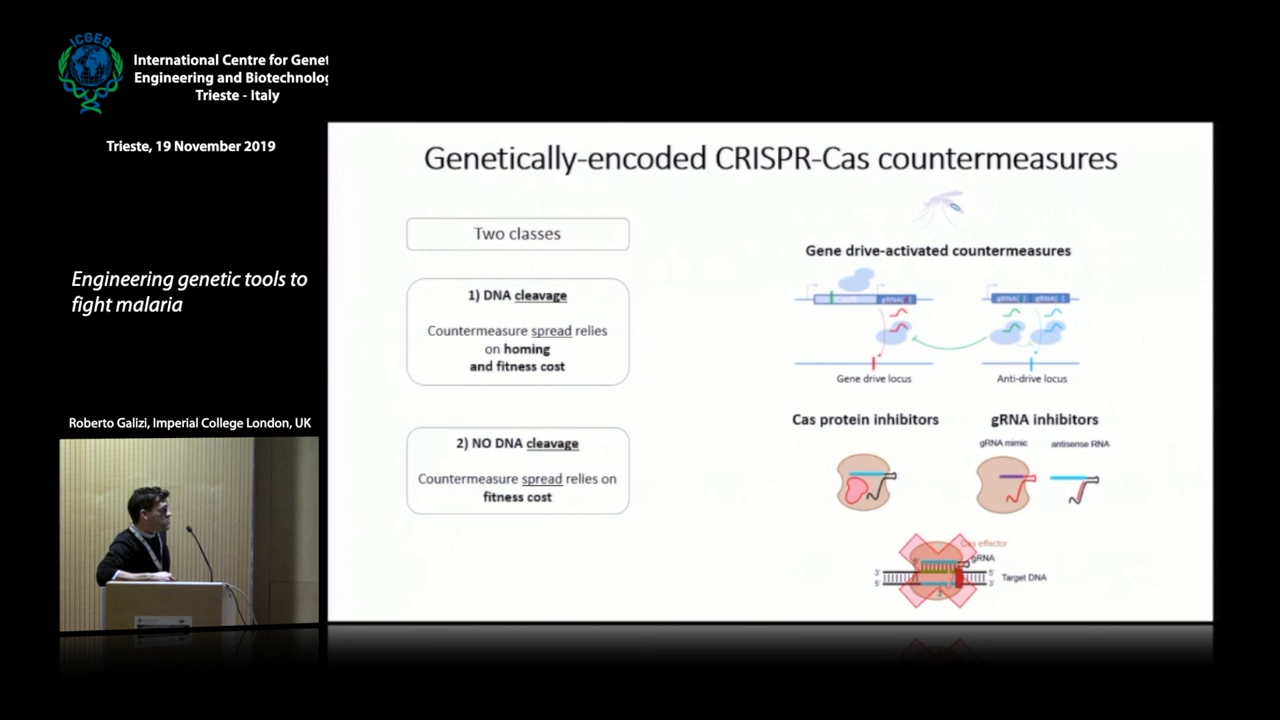 ICGEB
International Centre for Genet
Engineering and Biotechnolog
Trieste - Italy
Trieste, 19 November 2019
Engineering genetic tools to
fight malaria
Roberto Galizi, Imperial College London, UK
Genetically-encoded CRISPR-Cas countermeasures
Two classes
1) DNA cleavage
Countermeasure spread relies
on homing
and fitness cost
2) NO DNA cleavage
Countermeasure spread relies on
fitness cost
Gene drive-activated countermeasures
Gene drive locus
Anti-drive locus
Cas protein inhibitors
gRNA inhibitors
gRNA mimic
antisense RNA
Cas effector
gRNA
Target DNA
3'
5'
5'
3'